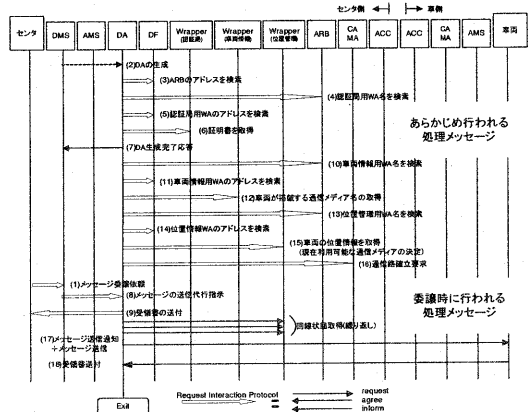 センタ側
車側
センタ
DMS
AMS
DA
DF
Wrapper
(認証局)
Wrapper
(車両情報)
Wrapper
(位置管理)
ARB
CA
MA
ACC
ACC
CA
MA
AMS
車両
(2)DAの生成
(3)ARBのアドレスを検索
(4)認証局用WA名を検索
(5)認証局用WAのアドレスを検索
(6)証明書を取得
あらかじめ行われる
処理メッセージ
(7)DA生成完了応答
(10)車両情報用WA名を検索
(11)車両情報用WAのアドレスを検索
(12)車両が搭載する通信メディア名の取得
(13)位置管理用WA名を検索
(14)位置情報WAのアドレスを検索
(15)車両の位置情報を取得
(現在利用可能な通信メディアの決定)
(16)通信路確立要求
(1)メッセージ委譲依頼
(8)メッセージの送信代行指示
委譲時に行われる
処理メッセージ
(9)受領書の送付
回線状態取得(繰り返し)
(17)メッセージ送信通知
+メッセージ送信
(18)受領書送付
Request Interaction Protocol
=
request
agree
inform
Exit